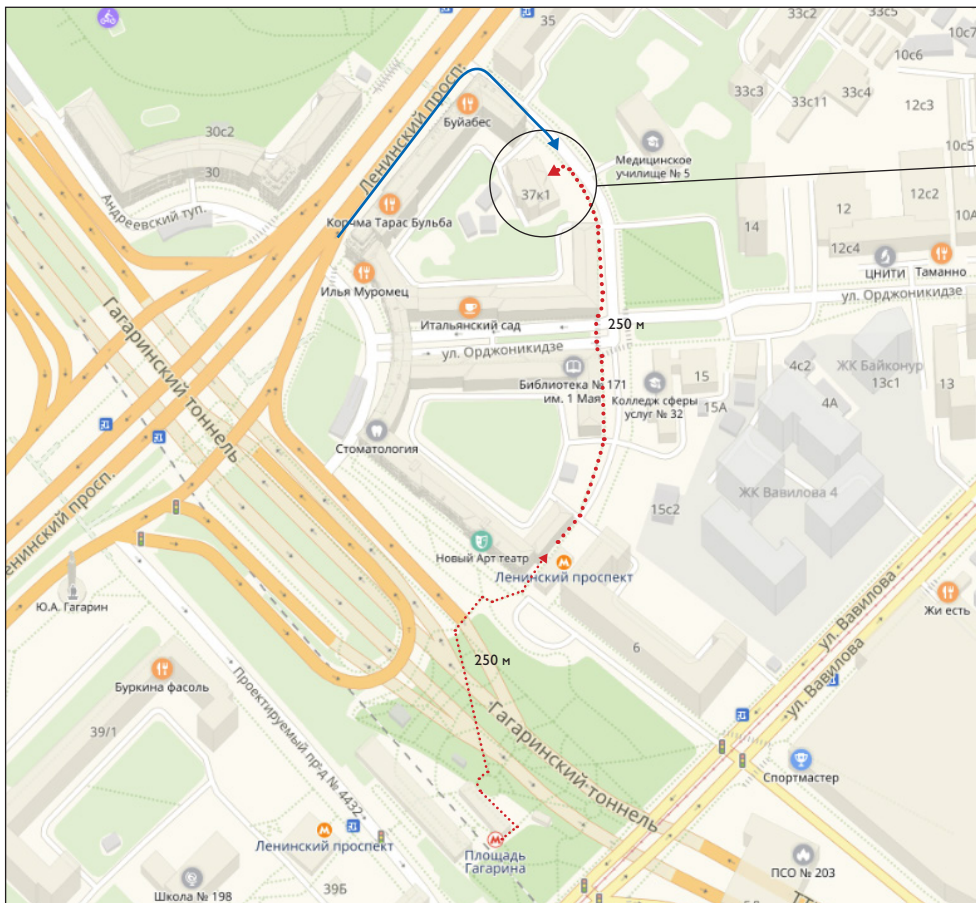 35
33с2
33с5
10с7
10с6
33с3
33с11
33с4
12с3
Ленинский просп.
30с2
Буйабес
10с5
30
Медицинское
училище № 5
Андреевский туп.
37к1
12с2
12
10А
Корчма Тарас Бульба
14
12с4
ЦНИТИ
Таманно
Илья Муромец
ул. Орджоникидзе
Гагаринский тоннель
Итальянский сад
250 м
ул. Орджоникидзе
4с2
ЖК Байконур
Библиотека № 171
им. 1 Мая
15
13с1
13
Колледж сферы
услуг № 32
15А
4А
Стоматология
Ленинский просп.
ЖК Вавилова 4
15с2
Новый Арт театр
Ленинский проспект
Ю.А. Гагарин
ул. Вавилова
Жи есть
6
250 м
ул. Вавилова
Буркина фасоль
Проектируемый пр-д № 4432
39/1
Гагаринский тоннель
Спортмастер
Ленинский проспект
Площадь
Гагарина
ПСО № 203
39Б
Школа № 198